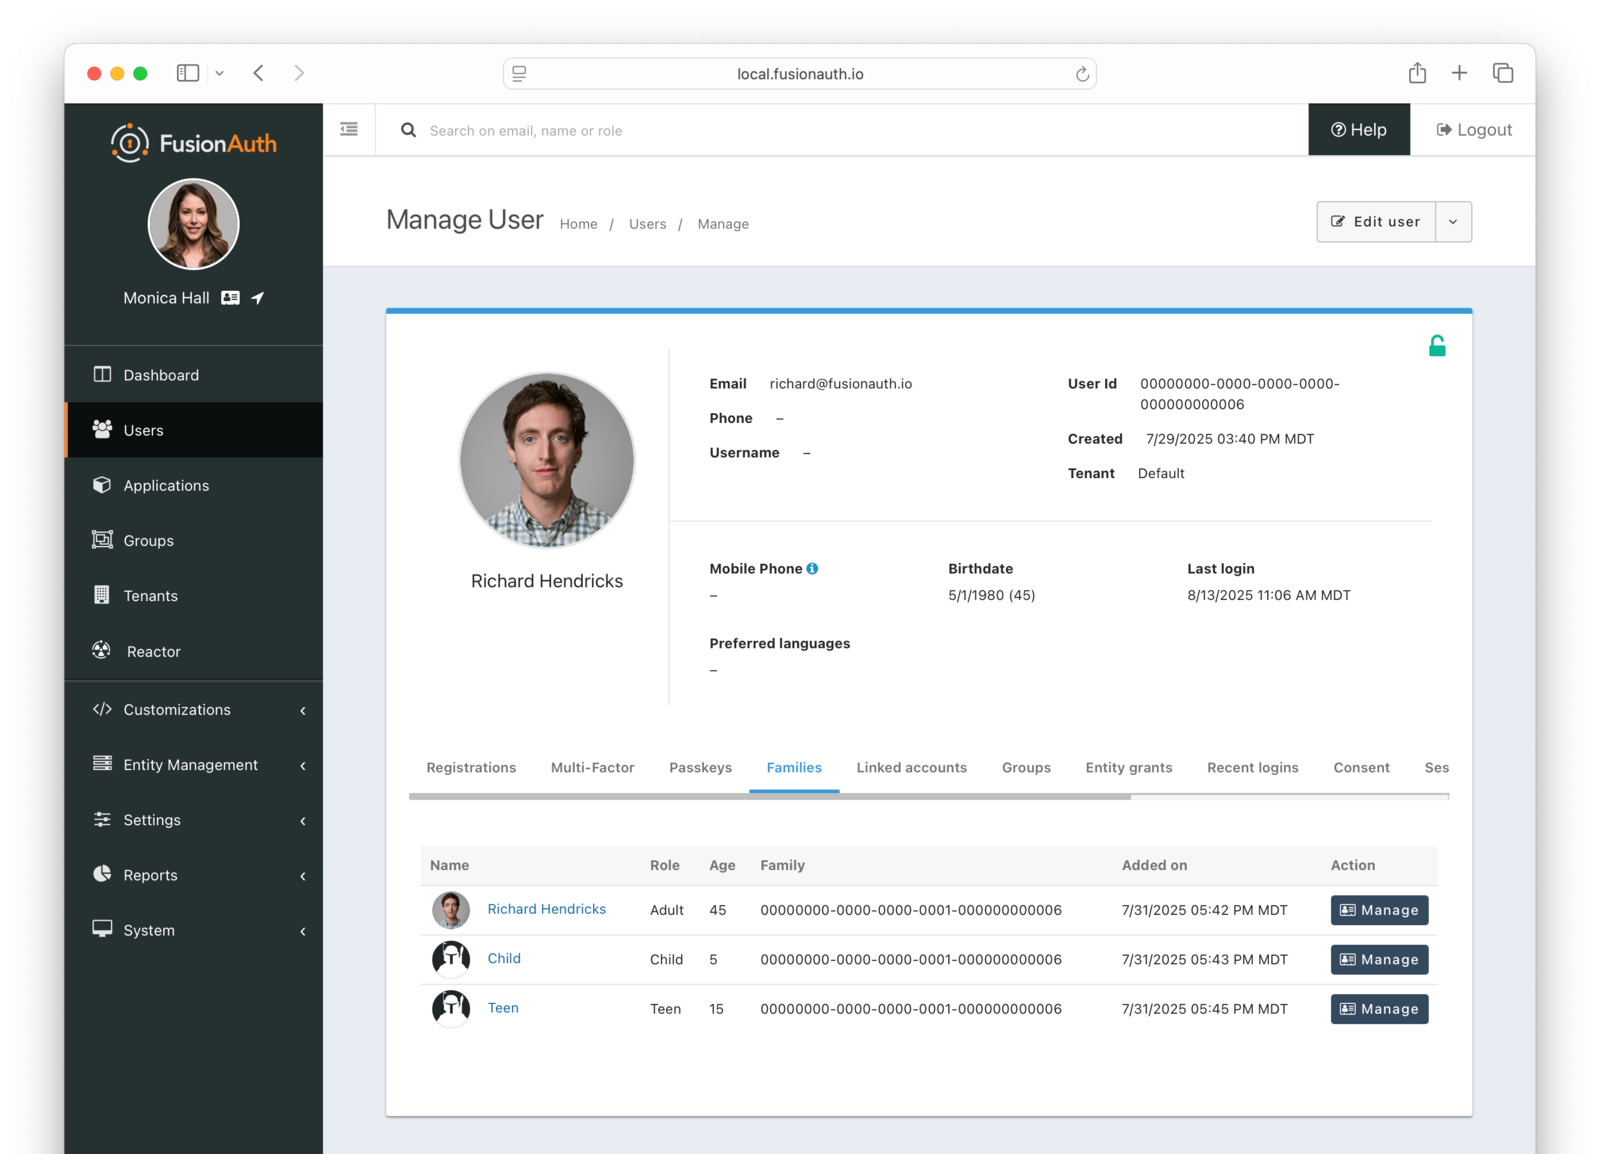 local.fusionauth.io
FusionAuth
Search on email, name or role
Help
Logout
Monica Hall
Manage User
Home / Users / Manage
Edit user
Dashboard
Users
Applications
Groups
Tenants
Reactor
Customizations
Entity Management
Settings
Reports
System
Richard Hendricks
Email richard@fusionauth.io
Phone –
Username –
User Id 00000000-0000-0000-0000-
000000000006
Created 7/29/2025 03:40 PM MDT
Tenant Default
Mobile Phone
–
Birthdate
5/1/1980 (45)
Last login
8/13/2025 11:06 AM MDT
Preferred languages
–
Registrations Multi-Factor Passkeys Families Linked accounts Groups Entity grants Recent logins Consent Ses
Name Role Age Family Added on Action
Richard Hendricks Adult 45 00000000-0000-0000-0001-000000000006 7/31/2025 05:42 PM MDT Manage
Child Child 5 00000000-0000-0000-0001-000000000006 7/31/2025 05:43 PM MDT Manage
Teen Teen 15 00000000-0000-0000-0001-000000000006 7/31/2025 05:45 PM MDT Manage